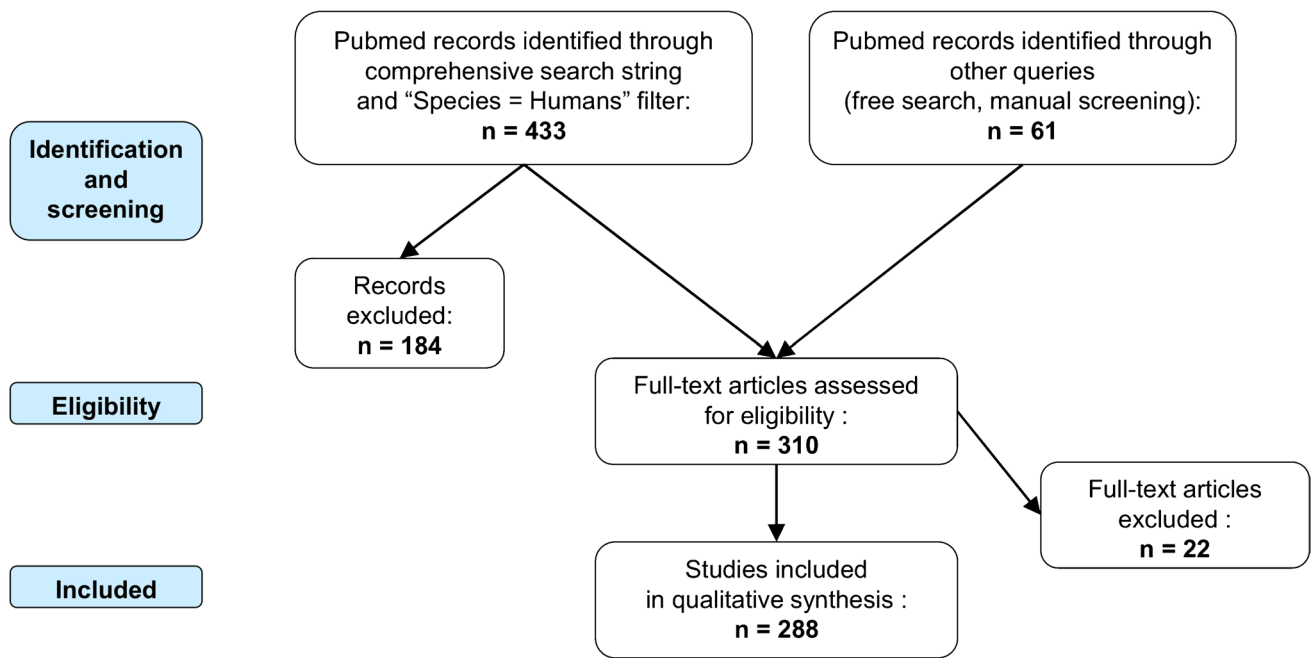 Pubmed records identified through
comprehensive search string
and “Species = Humans” filter:
n = 433
Pubmed records identified through
other queries
(free search, manual screening):
n = 61
Identification
and
screening
Records
excluded:
n = 184
Full-text articles assessed
for eligibility :
n = 310
Eligibility
Full-text articles
excluded :
n = 22
Studies included
in qualitative synthesis :
n = 288
Included